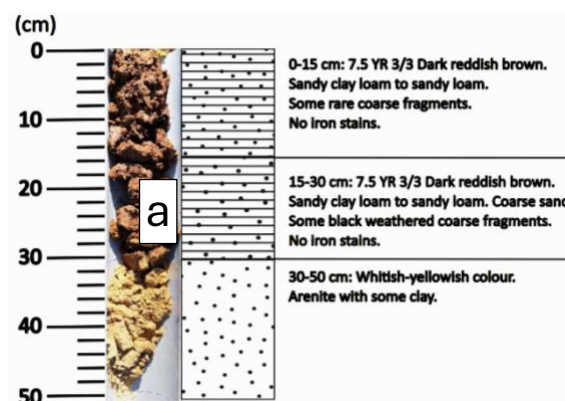 (cm)
0
0-15 cm: 7.5 YR 3/3 Dark reddish brown.
Sandy clay loam to sandy loam.
Some rare coarse fragments.
No iron stains.
10
20
a
15-30 cm: 7.5 YR 3/3 Dark reddish brown.
Sandy clay loam to sandy loam. Coarse sand
Some black weathered coarse fragments.
No iron stains.
30
30-50 cm: Whitish-yellowish colour.
Arenite with some clay.
40
50